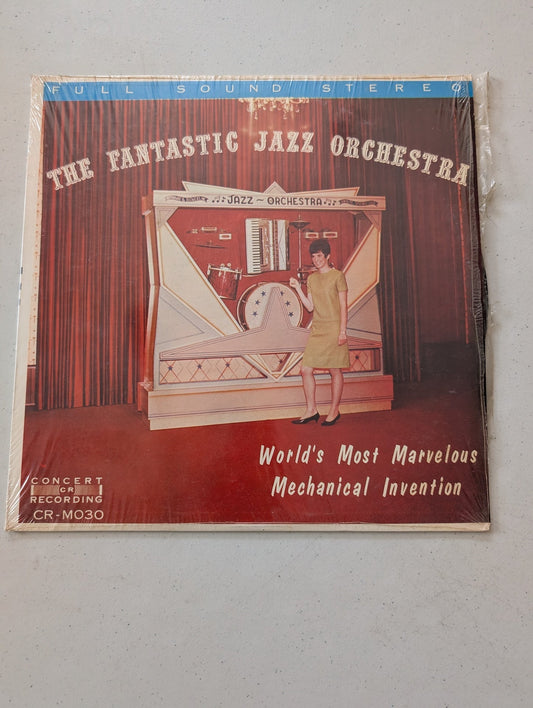 FULL SOUND STEREO
THE FANTASTIC JAZZ ORCHESTRA
♪♪♪ JAZZ ~ ORCHESTRA ♪♪♪
World's Most Marvelous
Mechanical Invention
CONCERT
CR
RECORDING
CR-M030